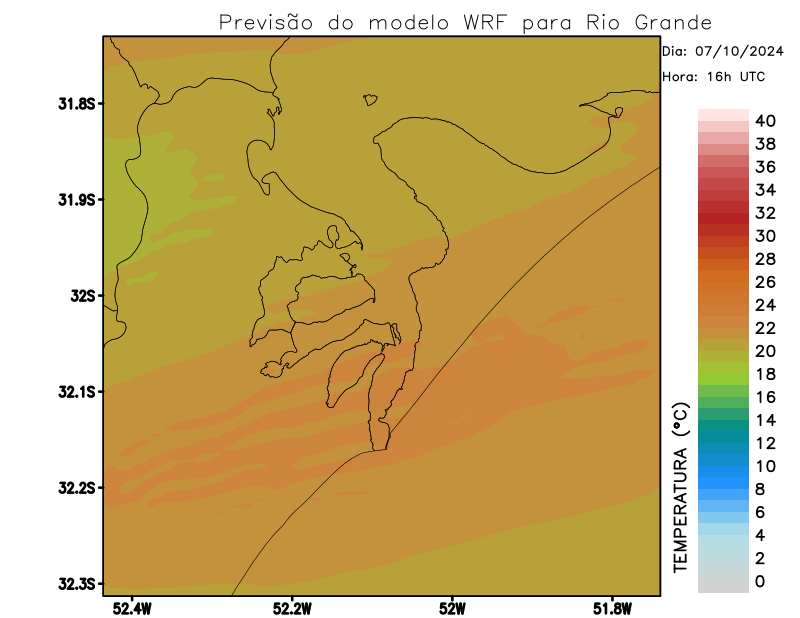 Previsão do modelo WRF para Rio Grande
Dia: 07/10/2024
Hora: 16h UTC
31.8S
31.9S
32S
32.1S
32.2S
32.3S
52.4W
52.2W
52W
51.8W
TEMPERATURA (°C)
40
38
36
34
32
30
28
26
24
22
20
18
16
14
12
10
8
6
4
2
0